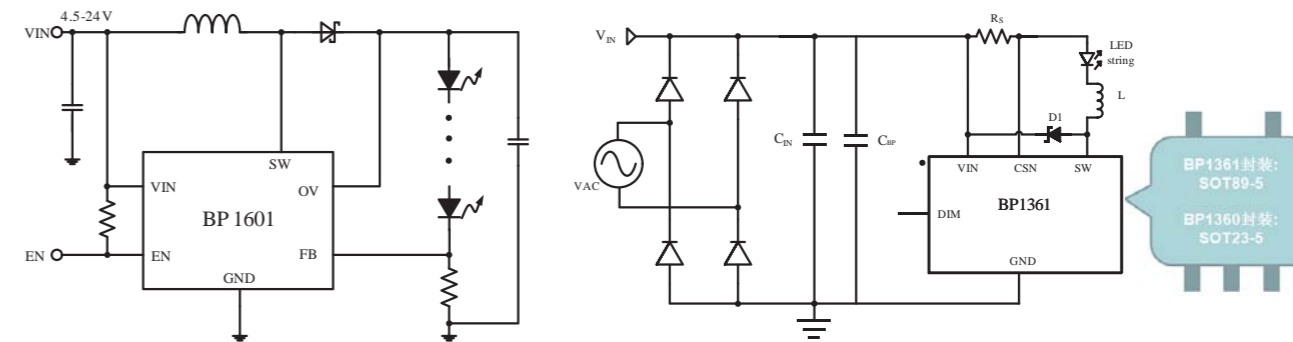 4.5-24V
VIN
SW
VIN
OV
BP 1601
EN
EN
FB
GND
VIN
RS
LED
string
L
D1
CIN
CBP
VAC
VIN
CSN
SW
DIM
BP1361
GND
BP1361封装:
SOT89-5
BP1360封装:
SOT23-5